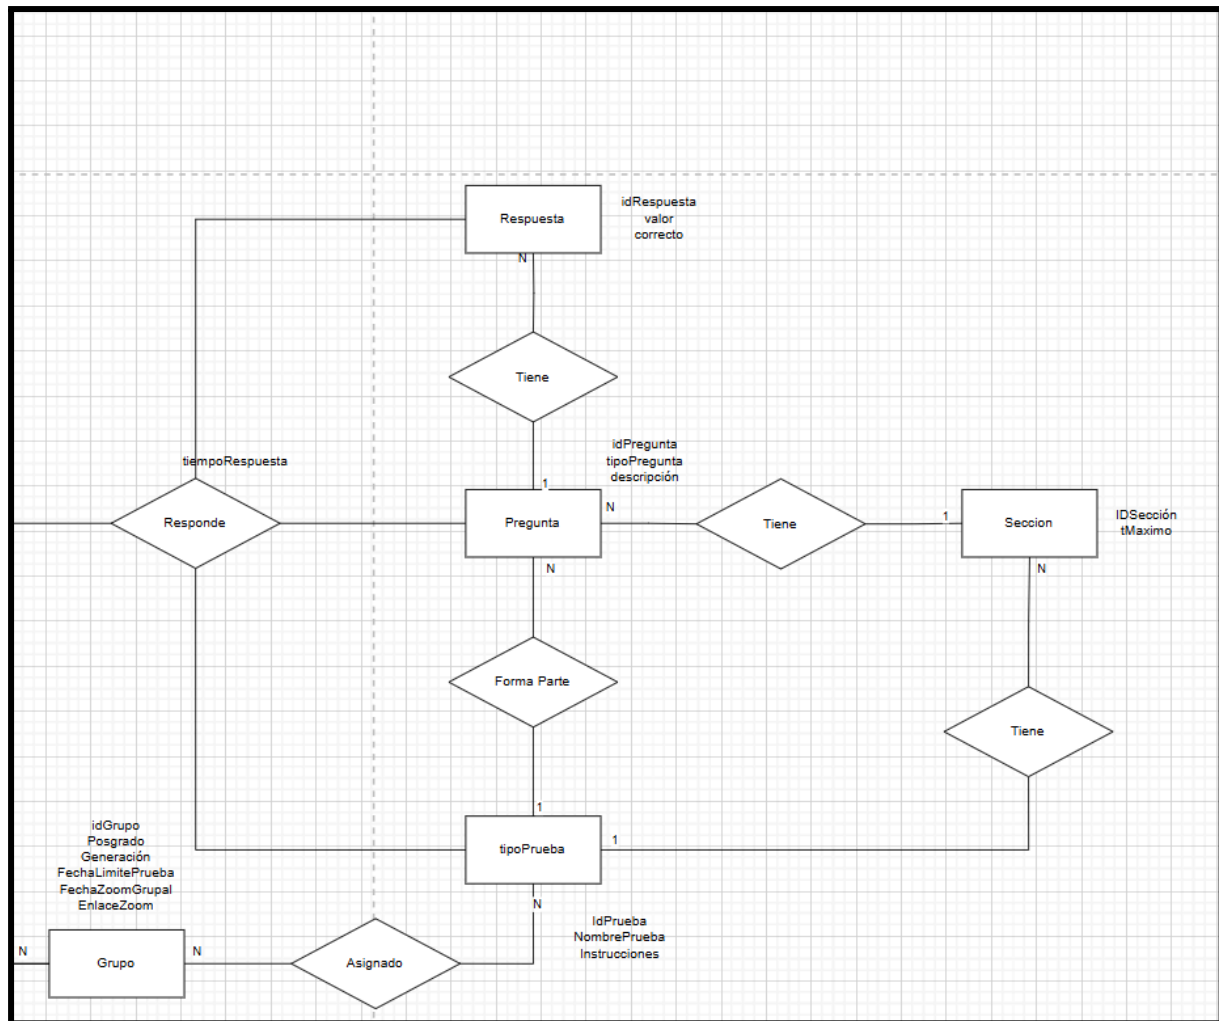 Respuesta
idRespuesta
valor
correcto
N
Tiene
idPregunta
tipoPregunta
descripción
tiempoRespuesta
1
Responde
Pregunta
N
Tiene
1
Seccion
IDSección
tMaximo
N
N
Forma Parte
Tiene
1
tipoPrueba
1
idGrupo
Posgrado
Generación
FechaLimitePrueba
FechaZoomGrupal
EnlaceZoom
N
IdPrueba
NombrePrueba
Instrucciones
N
Grupo
N
Asignado